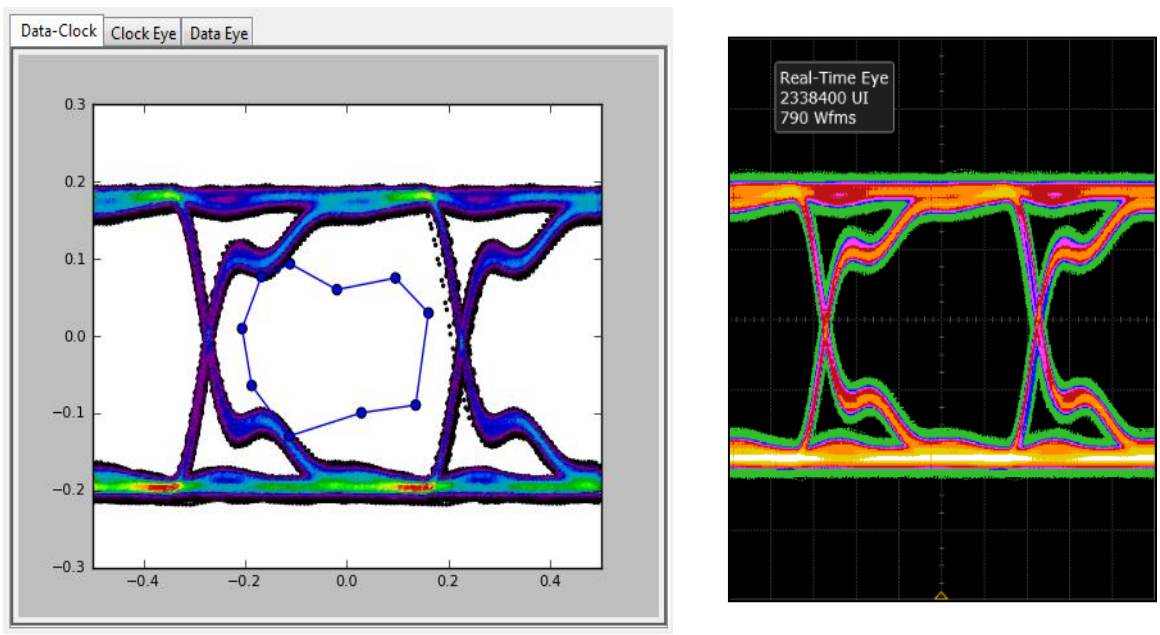 Data-Clock Clock Eye Data Eye
0.3
0.2
0.1
0.0
−0.1
−0.2
−0.3
−0.4 −0.2 0.0 0.2 0.4
Real-Time Eye
2338400 UI
790 Wfms